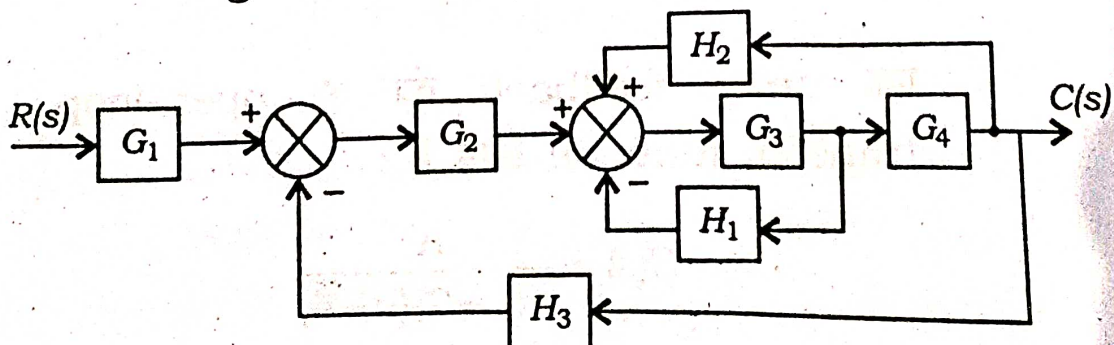 H₂
R(s) G₁ + − G₂ + + − G₃ G₄ C(s)
H₁
H₃